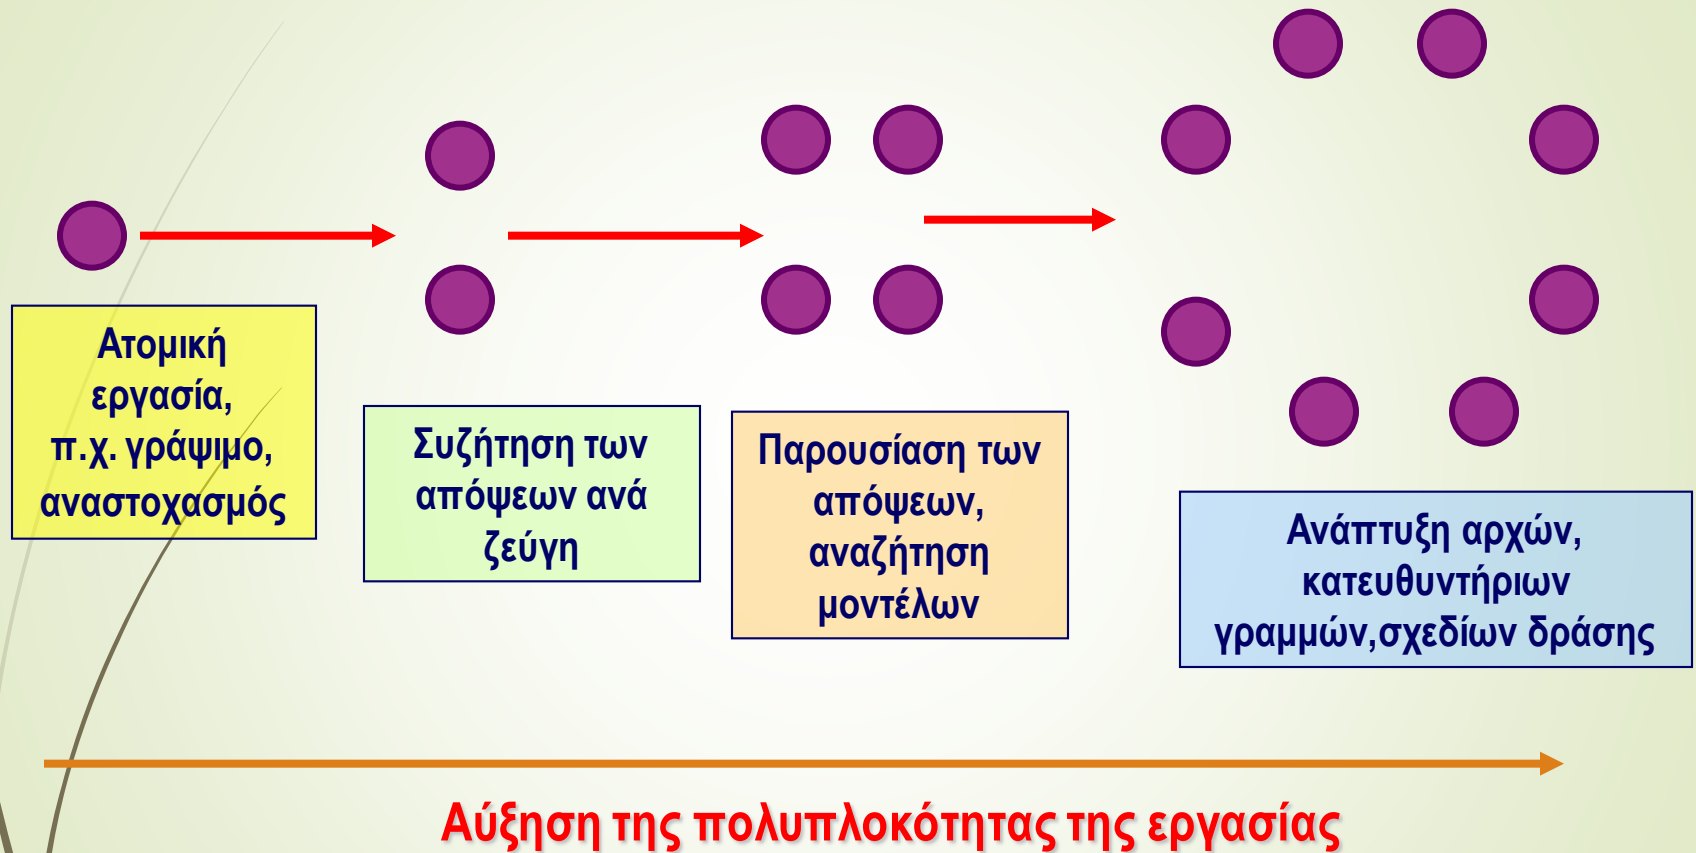 Ατομική
εργασία,
π.χ. γράψιμο,
αναστοχασμός
Συζήτηση των
απόψεων ανά
ζεύγη
Παρουσίαση των
απόψεων,
αναζήτηση
μοντέλων
Ανάπτυξη αρχών,
κατευθυντήριων
γραμμών,σχεδίων δράσης
Αύξηση της πολυπλοκότητας της εργασίας